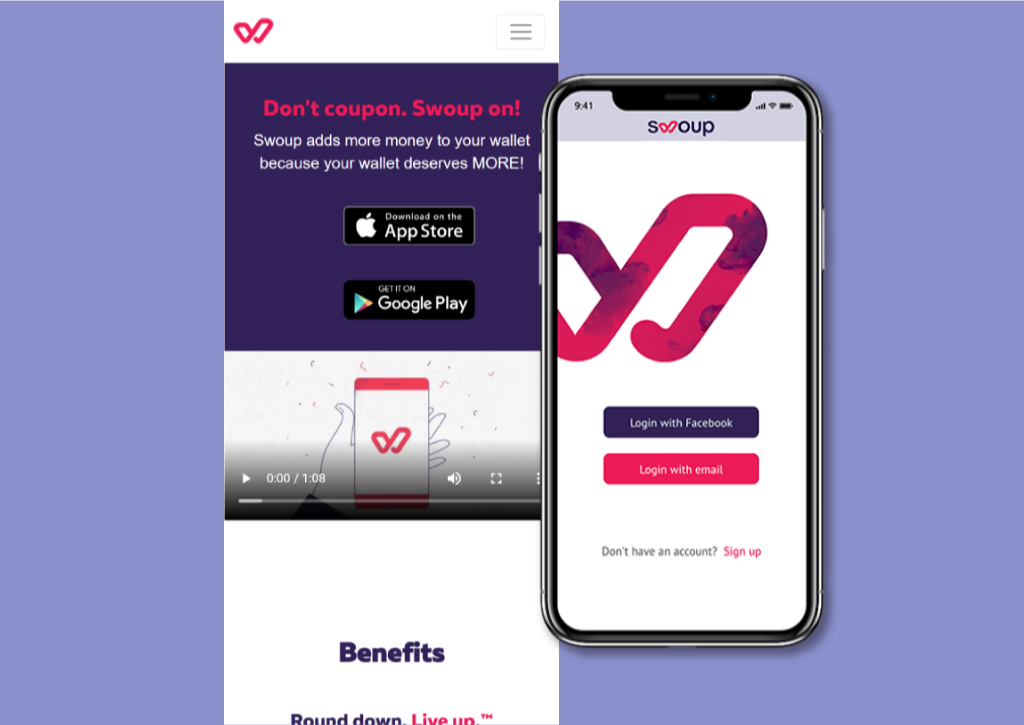 Don't coupon. Swoup on!
Swoup adds more money to your wallet
because your wallet deserves MORE!
Download on the
App Store
GET IT ON
Google Play
0:00 / 1:08
Benefits
Round down. Live up.™
9:41
swoup
Login with Facebook
Login with email
Don't have an account? Sign up